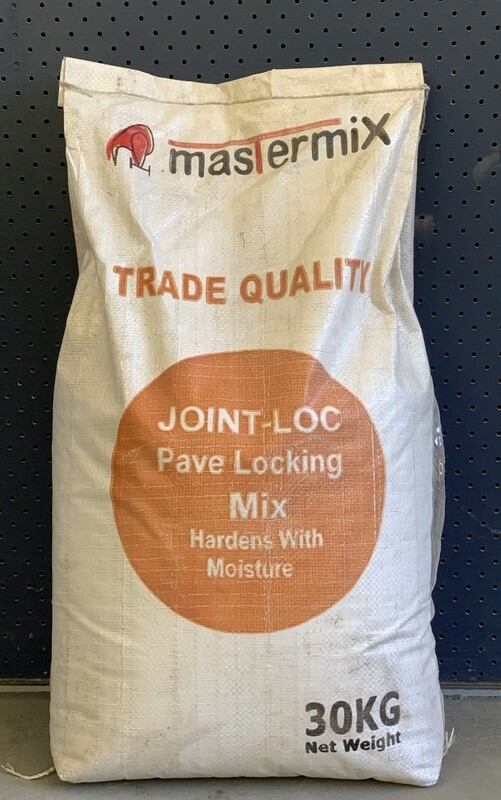 masTermiX
TRADE QUALITY
JOINT-LOC
Pave Locking
Mix
Hardens With
Moisture
30KG
Net Weight